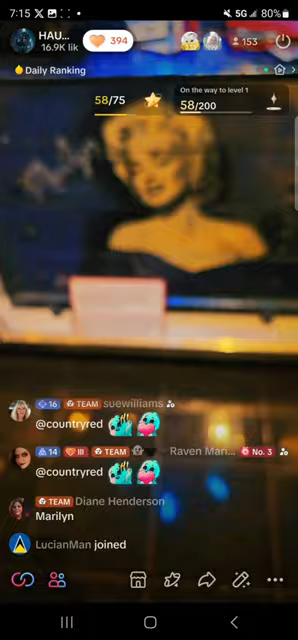 7:15 X 5G 80%
HAU... 394 153
16.9K lik
Daily Ranking
On the way to level 1
58/75 58/200
16 TEAM suewilliams
@countryred
14 III TEAM Raven Mari... No. 3
@countryred
TEAM Diane Henderson
Marilyn
LucianMan joined